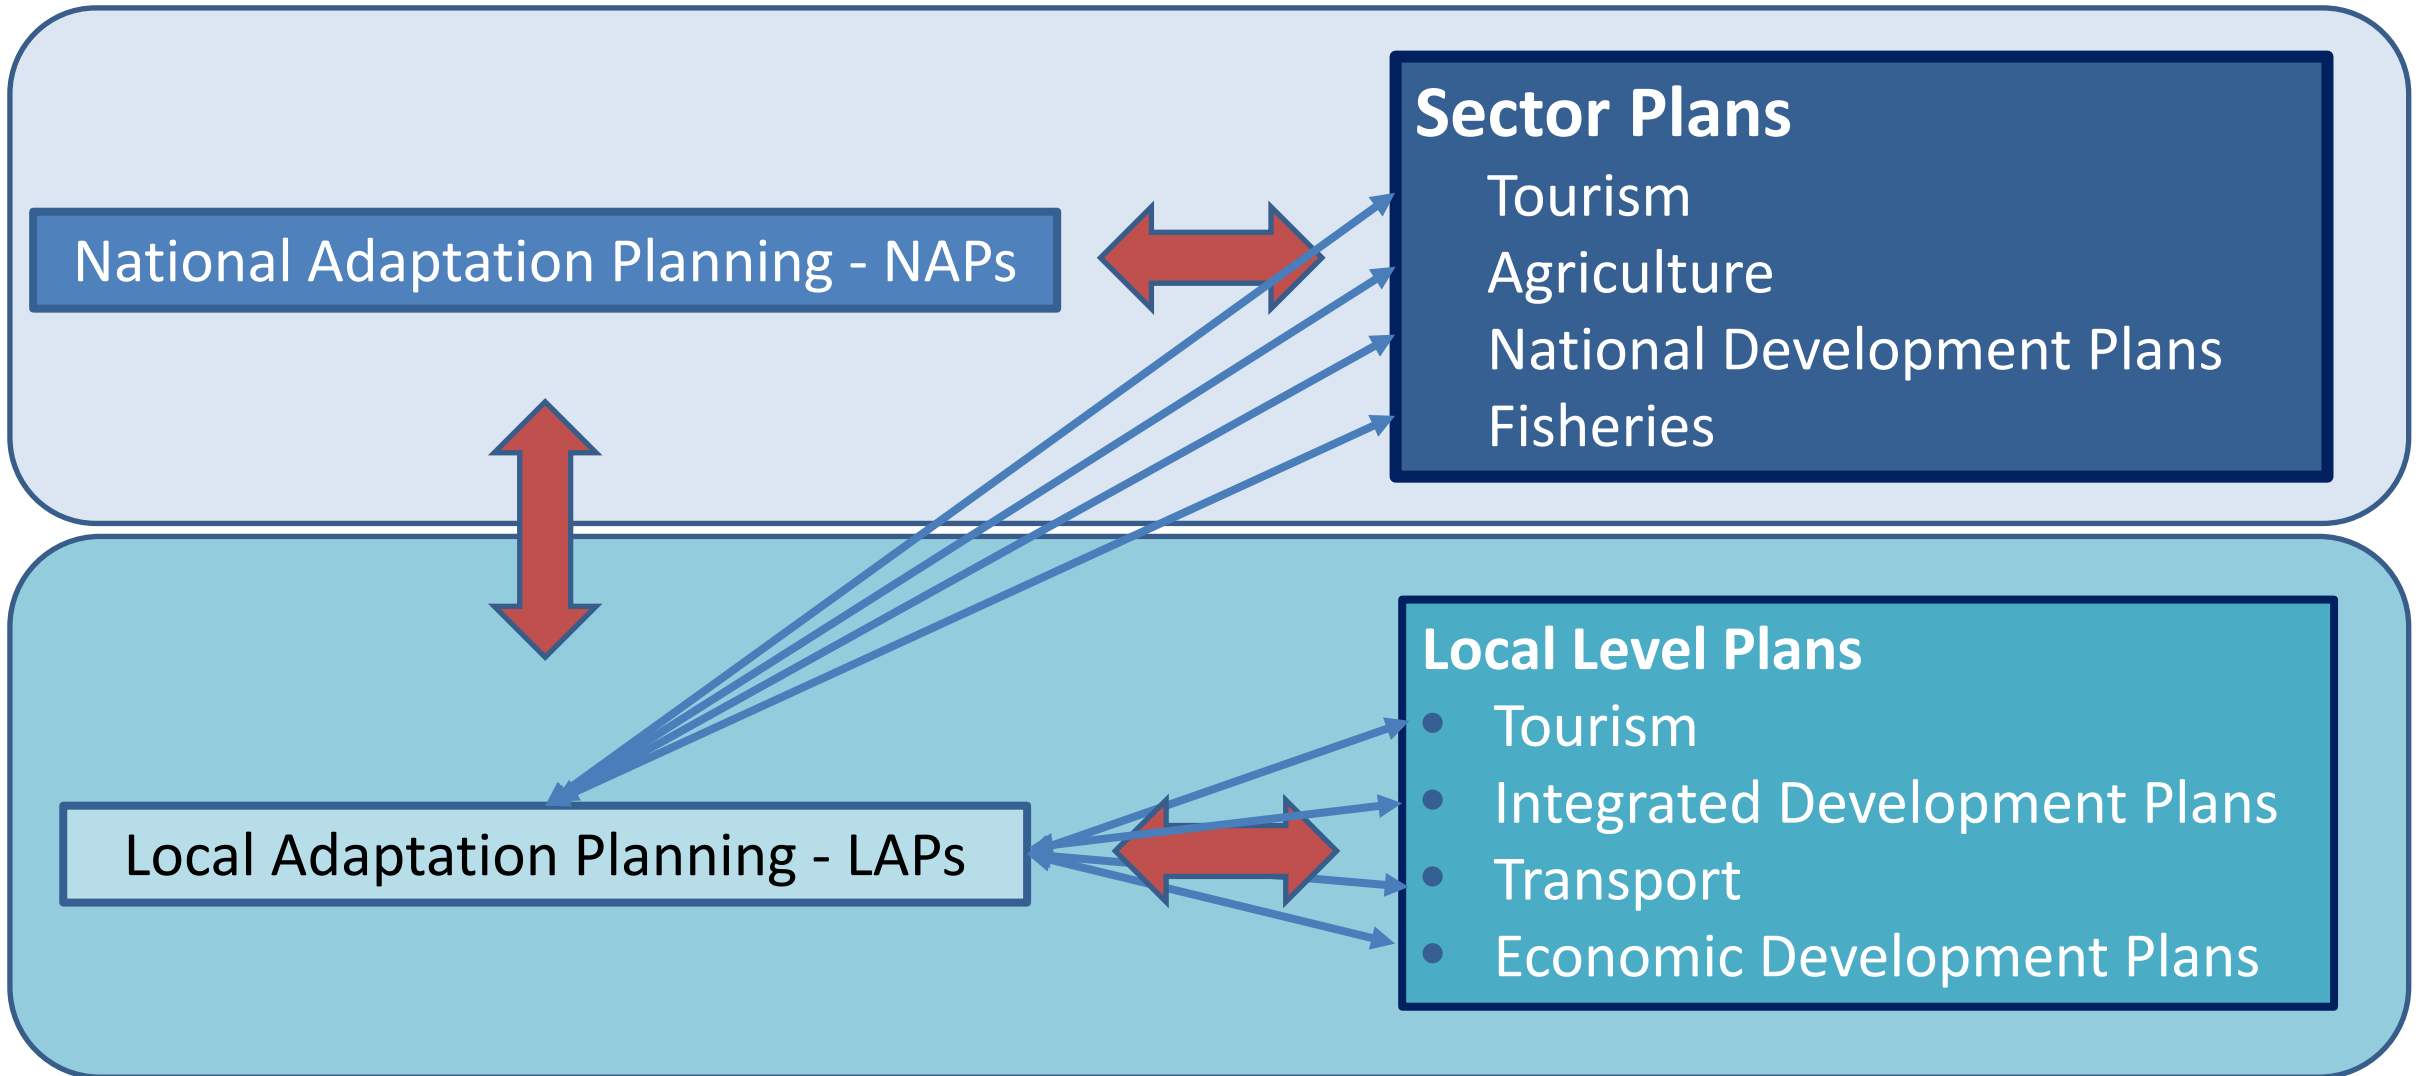 National Adaptation Planning - NAPs
Sector Plans
Tourism
Agriculture
National Development Plans
Fisheries
Local Adaptation Planning - LAPs
Local Level Plans
• Tourism
• Integrated Development Plans
• Transport
• Economic Development Plans